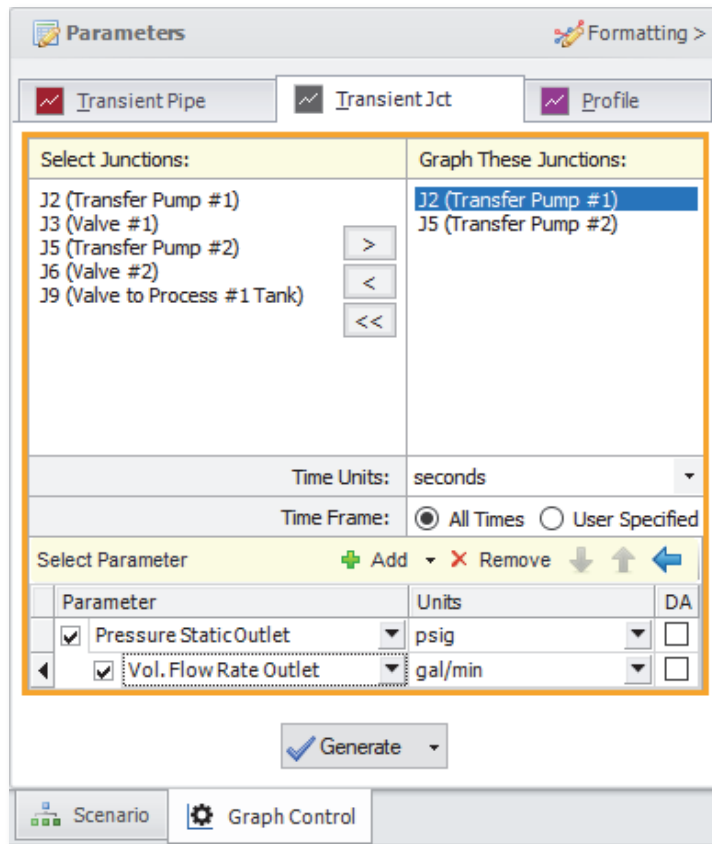 Parameters
Formatting >
Transient Pipe
Transient Jct
Profile
Select Junctions:
Graph These Junctions:
J2 (Transfer Pump #1)
J3 (Valve #1)
J5 (Transfer Pump #2)
J6 (Valve #2)
J9 (Valve to Process #1 Tank)
>
<
<<
J2 (Transfer Pump #1)
J5 (Transfer Pump #2)
Time Units: seconds
Time Frame: All Times User Specified
Select Parameter Add Remove
Parameter Units DA
Pressure Static Outlet psig
Vol. Flow Rate Outlet gal/min
Generate
Scenario
Graph Control